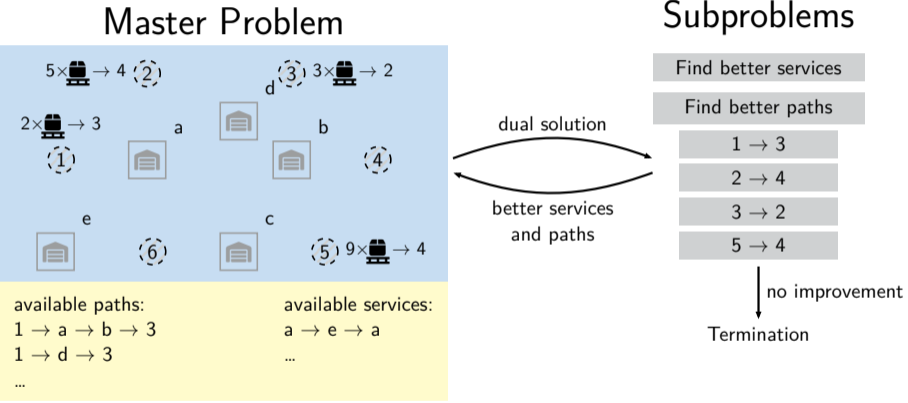 Master Problem
5× → 4 2
3 3× → 2
d
2× → 3
a
b
1
4
e
c
6
5 9× → 4
available paths:
1 → a → b → 3
1 → d → 3
...
available services:
a → e → a
...
dual solution
better services
and paths
Subproblems
Find better services
Find better paths
1 → 3
2 → 4
3 → 2
5 → 4
no improvement
Termination